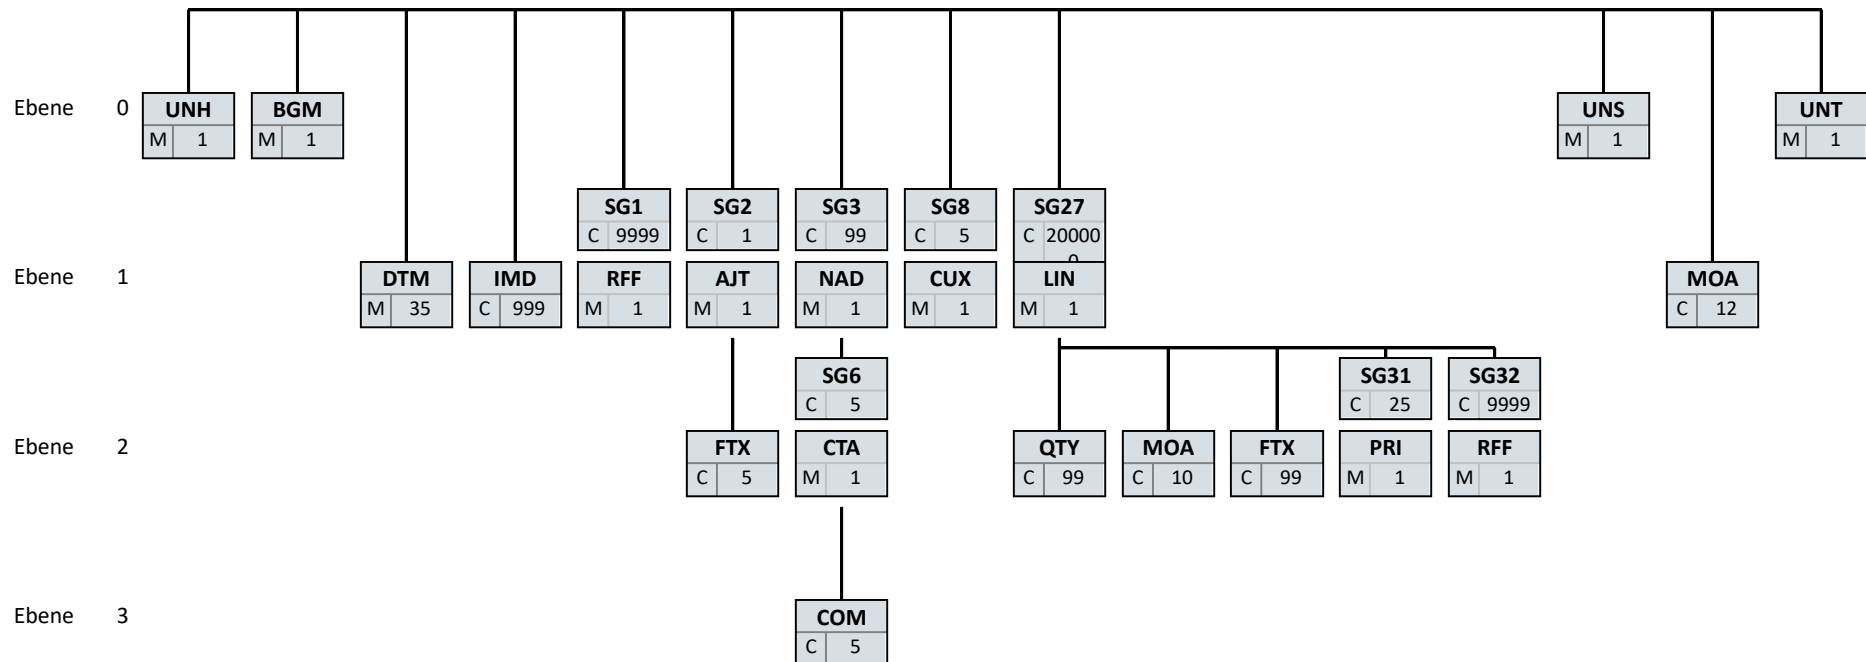 Ebene 0 UNH BGM UNS UNT
M 1 M 1 M 1 M 1
SG1 SG2 SG3 SG8 SG27
C 9999 C 1 C 99 C 5 C 20000
0
Ebene 1 DTM IMD RFF AJT NAD CUX LIN MOA
M 35 C 999 M 1 M 1 M 1 M 1 M 1 C 12
SG6 SG31 SG32
C 5 C 25 C 9999
Ebene 2 FTX CTA QTY MOA FTX PRI RFF
C 5 M 1 C 99 C 10 C 99 M 1 M 1
Ebene 3 COM
C 5